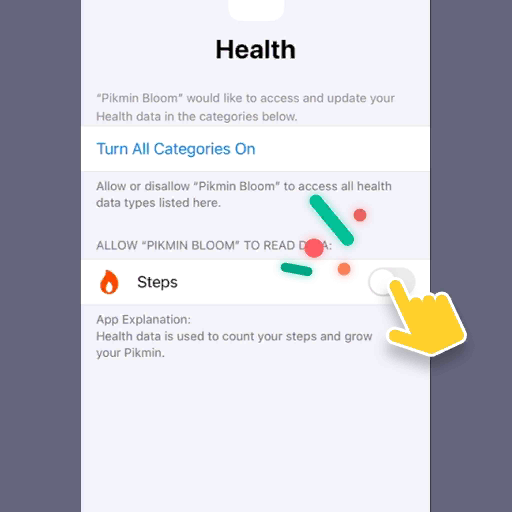 Health
“Pikmin Bloom” would like to access and update your
Health data in the categories below.
Turn All Categories On
Allow or disallow “Pikmin Bloom” to access all health
data types listed here.
ALLOW “PIKMIN BLOOM” TO READ DATA:
Steps
App Explanation:
Health data is used to count your steps and grow
your Pikmin.